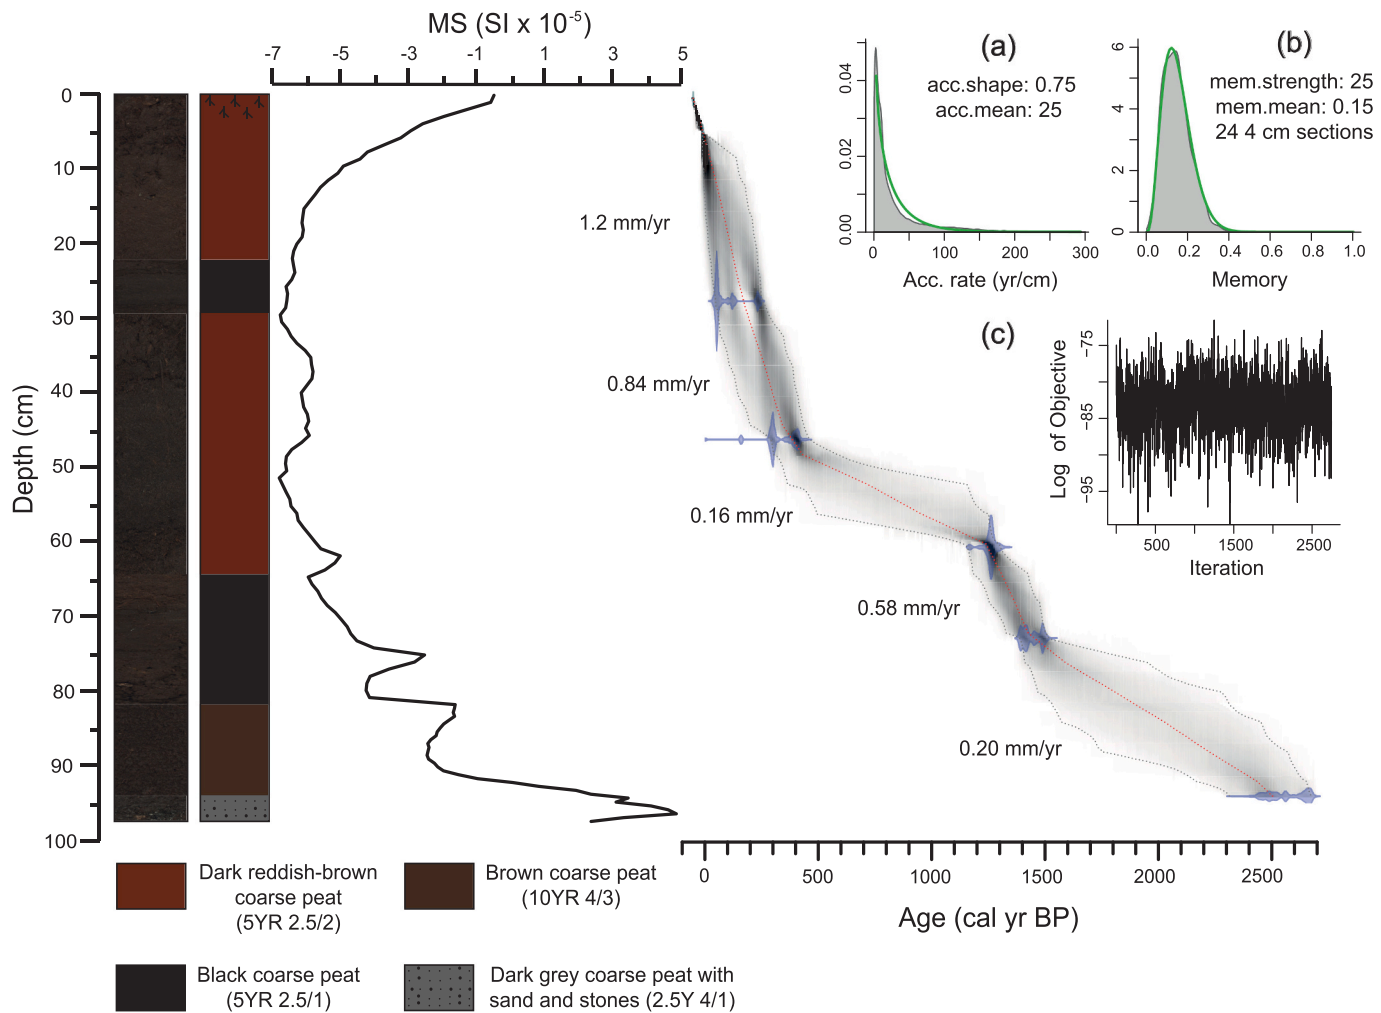 MS (SI x 10-5)
-7
-5
-3
-1
1
3
5
Depth (cm)
0
10
20
30
40
50
60
70
80
90
100
1.2 mm/yr
0.84 mm/yr
0.16 mm/yr
0.58 mm/yr
0.20 mm/yr
(a)
acc.shape: 0.75
acc.mean: 25
0.04
0.02
0.00
0
100
200
300
Acc. rate (yr/cm)
(b)
mem.strength: 25
mem.mean: 0.15
24 4 cm sections
6
4
2
0
0.0
0.2
0.4
0.6
0.8
1.0
Memory
(c)
Log of Objective
-75
-85
-95
500
1500
2500
Iteration
0
500
1000
1500
2000
2500
Age (cal yr BP)
Dark reddish-brown
coarse peat
(5YR 2.5/2)
Brown coarse peat
(10YR 4/3)
Black coarse peat
(5YR 2.5/1)
Dark grey coarse peat with
sand and stones (2.5Y 4/1)